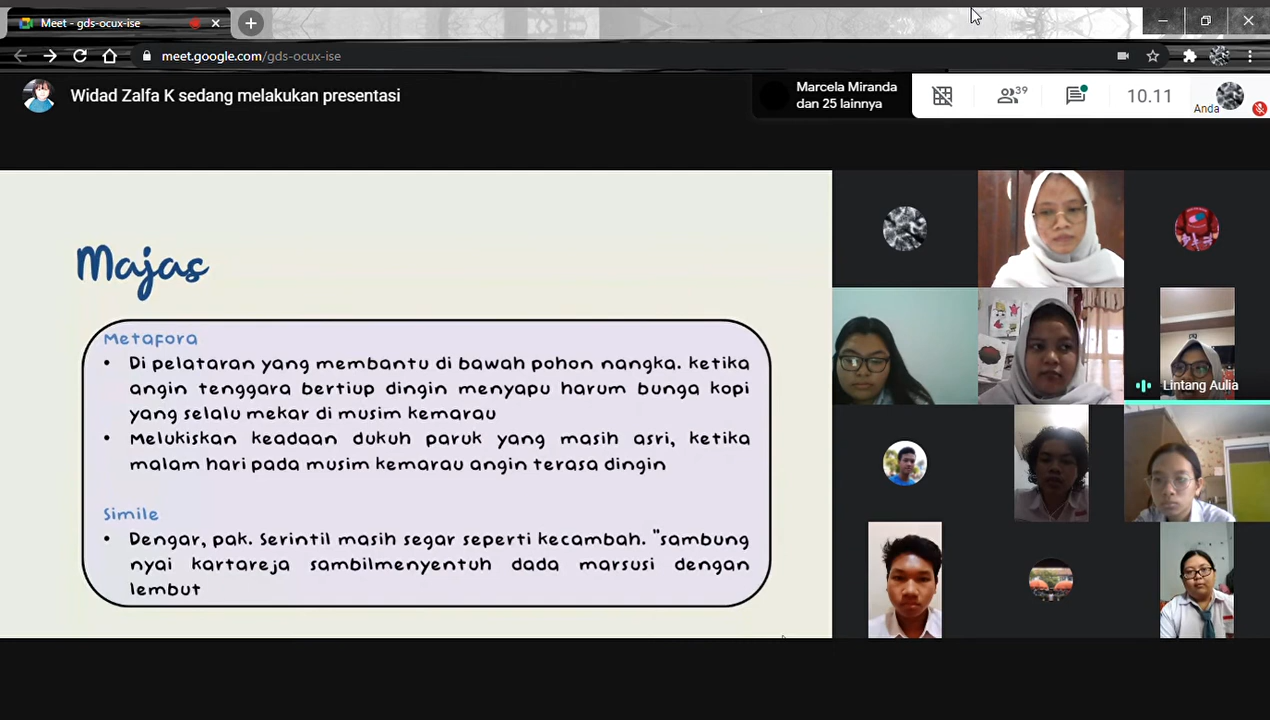 Meet - gds-ocux-ise
meet.google.com/gds-ocux-ise
Widad Zalfa K sedang melakukan presentasi
Marcela Miranda
dan 25 lainnya
39
10.11
Anda
Majas
Metafora
• Di pelataran yang membantu di bawah pohon nangka. ketika
angin tenggara bertiup dingin menyapu harum bunga kopi
yang selalu mekar di musim kemarau
• Melukiskan keadaan dukuh paruk yang masih asri, ketika
malam hari pada musim kemarau angin terasa dingin
Simile
• Dengar, pak. Serintil masih segar seperti kecambah. "sambung
nyai kartareja sambilmenyentuh dada marsusi dengan
lembut
Lintang Aulia